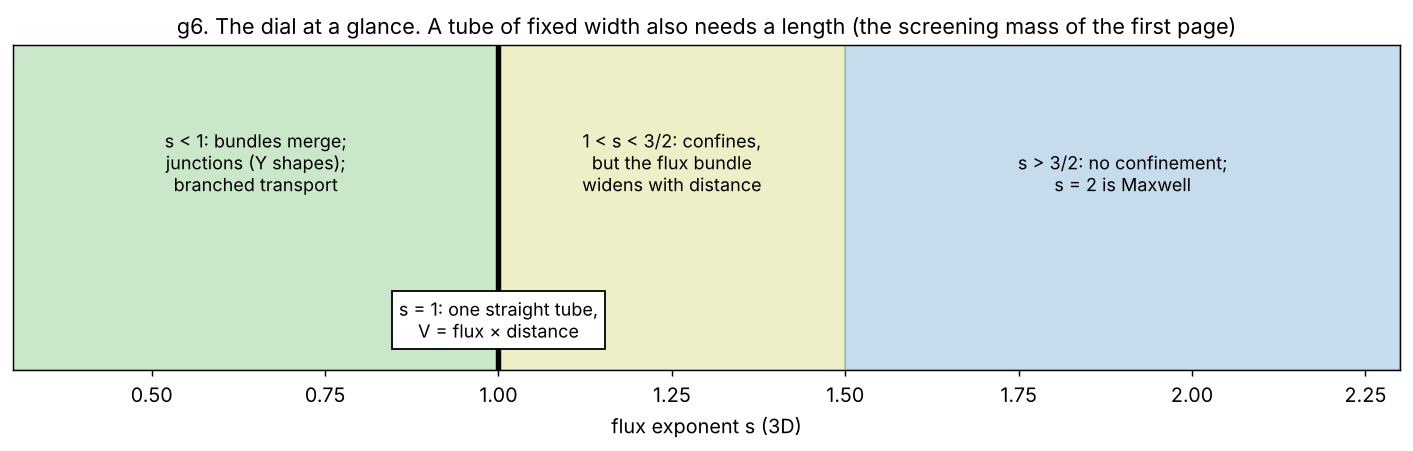 g6. The dial at a glance. A tube of fixed width also needs a length (the screening mass of the first page)
s < 1: bundles merge;
junctions (Y shapes);
branched transport
1 < s < 3/2: confines,
but the flux bundle
widens with distance
s > 3/2: no confinement;
s = 2 is Maxwell
s = 1: one straight tube,
V = flux × distance
0.50 0.75 1.00 1.25 1.50 1.75 2.00 2.25
flux exponent s (3D)